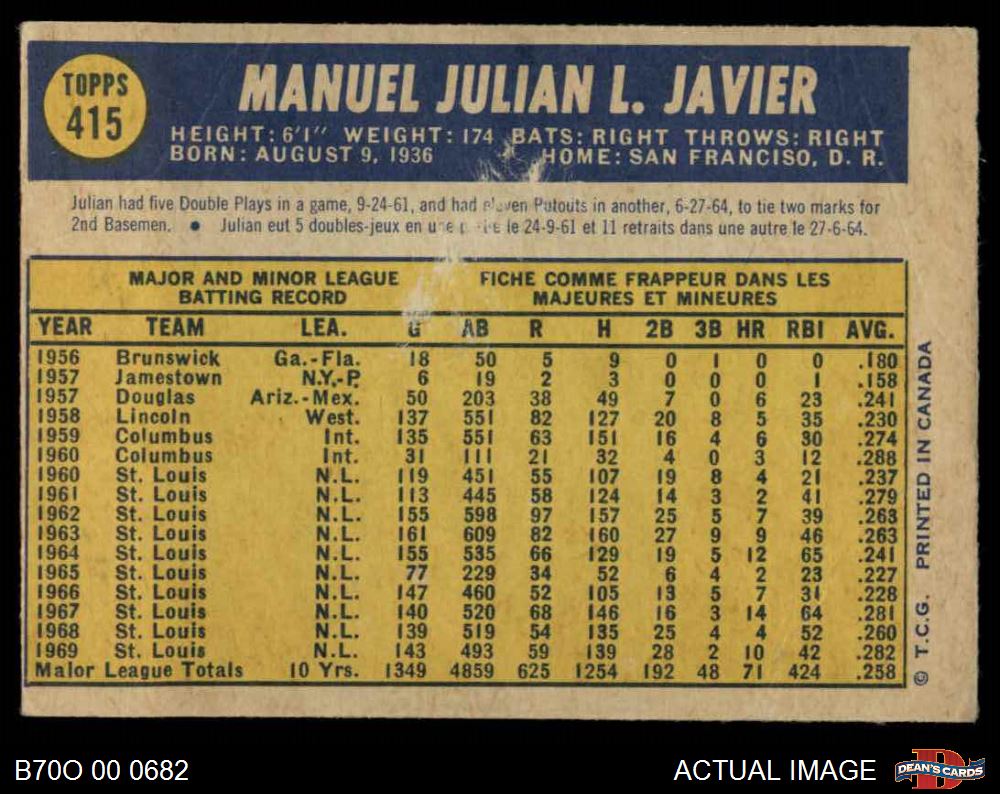 TOPPS
415
MANUEL JULIAN L. JAVIER
HEIGHT: 6'1" WEIGHT: 174 BATS: RIGHT THROWS: RIGHT
BORN: AUGUST 9, 1936 HOME: SAN FRANCISO, D. R.
Julian had five Double Plays in a game, 9-24-61, and had eleven Putouts in another, 6-27-64, to tie two marks for
2nd Basemen. ● Julian eut 5 doubles-jeux en une le 24-9-61 et 11 retraits dans une autre le 27-6-64.
MAJOR AND MINOR LEAGUE FICHE COMME FRAPPEUR DANS LES
BATTING RECORD MAJEURES ET MINEURES
YEAR TEAM LEA. G AB R H 2B 3B HR RBI AVG.
1956 Brunswick Ga.-Fla. 18 50 5 9 0 1 0 0 .180
1957 Jamestown N.Y.-P. 6 19 2 3 0 0 0 1 .158
1957 Douglas Ariz.-Mex. 50 203 38 49 7 0 6 23 .241
1958 Lincoln West. 137 551 82 127 20 8 5 35 .230
1959 Columbus Int. 135 551 63 151 16 4 6 30 .274
1960 Columbus Int. 31 111 21 32 4 0 3 12 .288
1960 St. Louis N.L. 119 451 55 107 19 8 4 21 .237
1961 St. Louis N.L. 113 445 58 124 14 3 2 41 .279
1962 St. Louis N.L. 155 598 97 157 25 5 7 39 .263
1963 St. Louis N.L. 161 609 82 160 27 9 9 46 .263
1964 St. Louis N.L. 155 535 66 129 19 5 12 65 .241
1965 St. Louis N.L. 77 229 34 52 6 4 2 23 .227
1966 St. Louis N.L. 147 460 52 105 13 5 7 31 .228
1967 St. Louis N.L. 140 520 68 146 16 3 14 64 .281
1968 St. Louis N.L. 139 519 54 135 25 4 4 52 .260
1969 St. Louis N.L. 143 493 59 139 28 2 10 42 .282
Major League Totals 10 Yrs. 1349 4859 625 1254 192 48 71 424 .258
© T.C.G. PRINTED IN CANADA
B70O 00 0682
ACTUAL IMAGE
DEAN'S CARDS